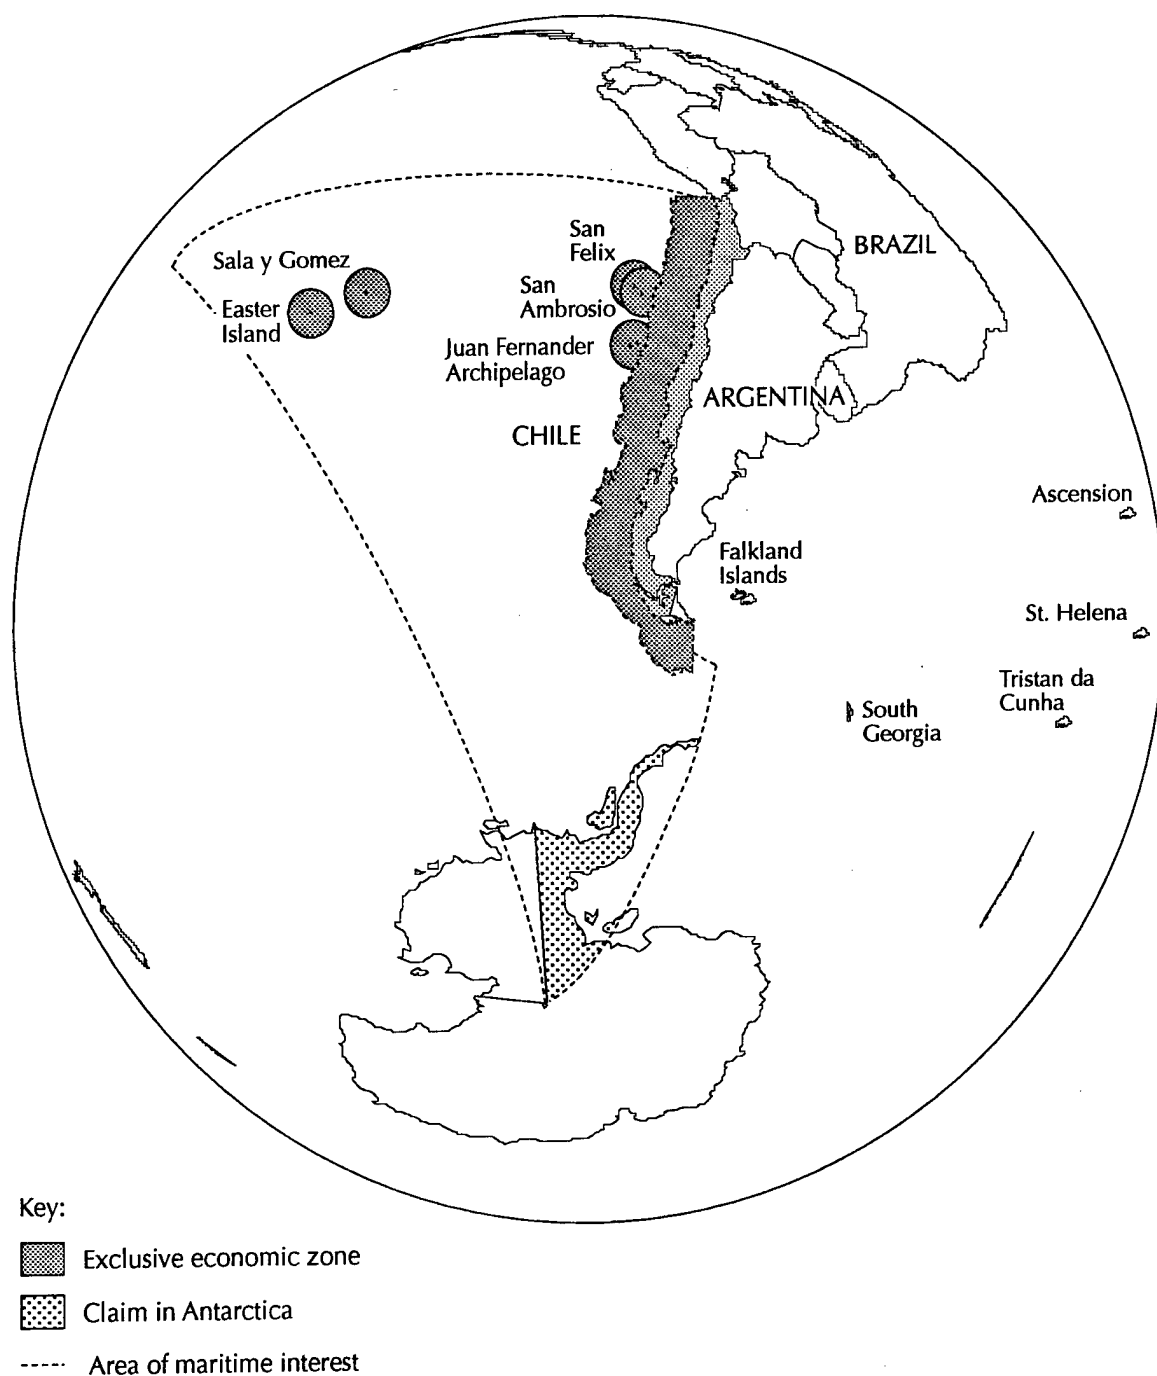 San
Felix
BRAZIL
Sala y Gomez
San
Ambrosio
Easter
Island
Juan Fernander
Archipelago
ARGENTINA
CHILE
Ascension
Falkland
Islands
St. Helena
Tristan da
Cunha
South
Georgia
Key:
Exclusive economic zone
Claim in Antarctica
Area of maritime interest